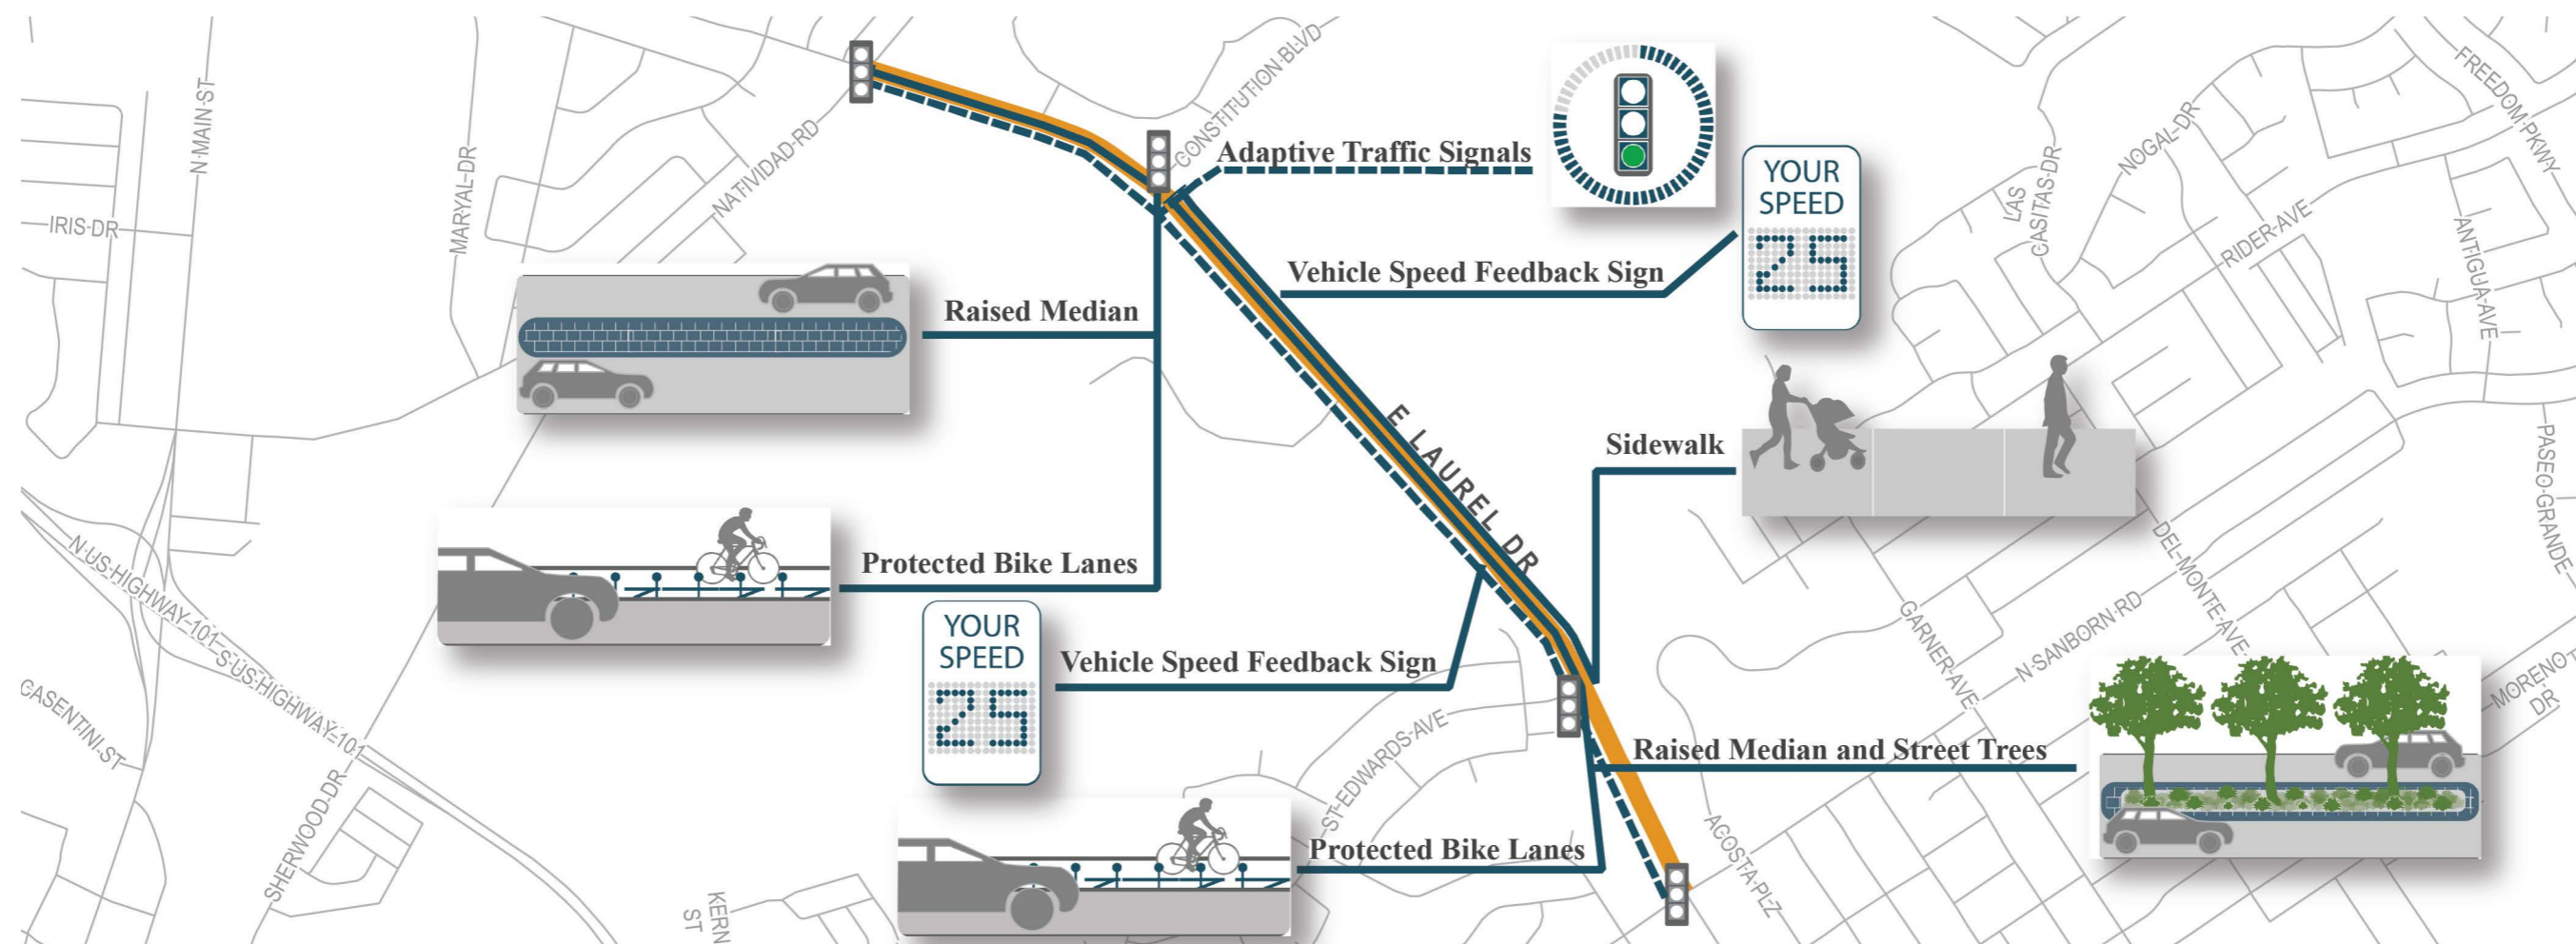 N MAIN ST
IRIS-DR
MARYAL-DR
NATIVIDAD-RD
CONSTITUTION-BLVD
Adaptive Traffic Signals
YOUR
SPEED
25
Vehicle Speed Feedback Sign
Raised Median
LAS
CASITAS-DR
NOGAL-DR
RIDER-AVE
FREEDOM-PKWY
ANTIGUA-AVE
PASEO-GRANDE
E LAUREL DR
Sidewalk
Protected Bike Lanes
N-US-HIGHWAY-101
S-US-HIGHWAY-101
CASENTINI-ST
SHERWOOD-DR
YOUR
SPEED
25
Vehicle Speed Feedback Sign
DEL-MONTE-AVE
GARNER-AVE
N-SANBORN-RD
MORENO
DR
Raised Median and Street Trees
ST-EDWARDS-AVE
Protected Bike Lanes
ACOSTA-PLZ
KERN
ST